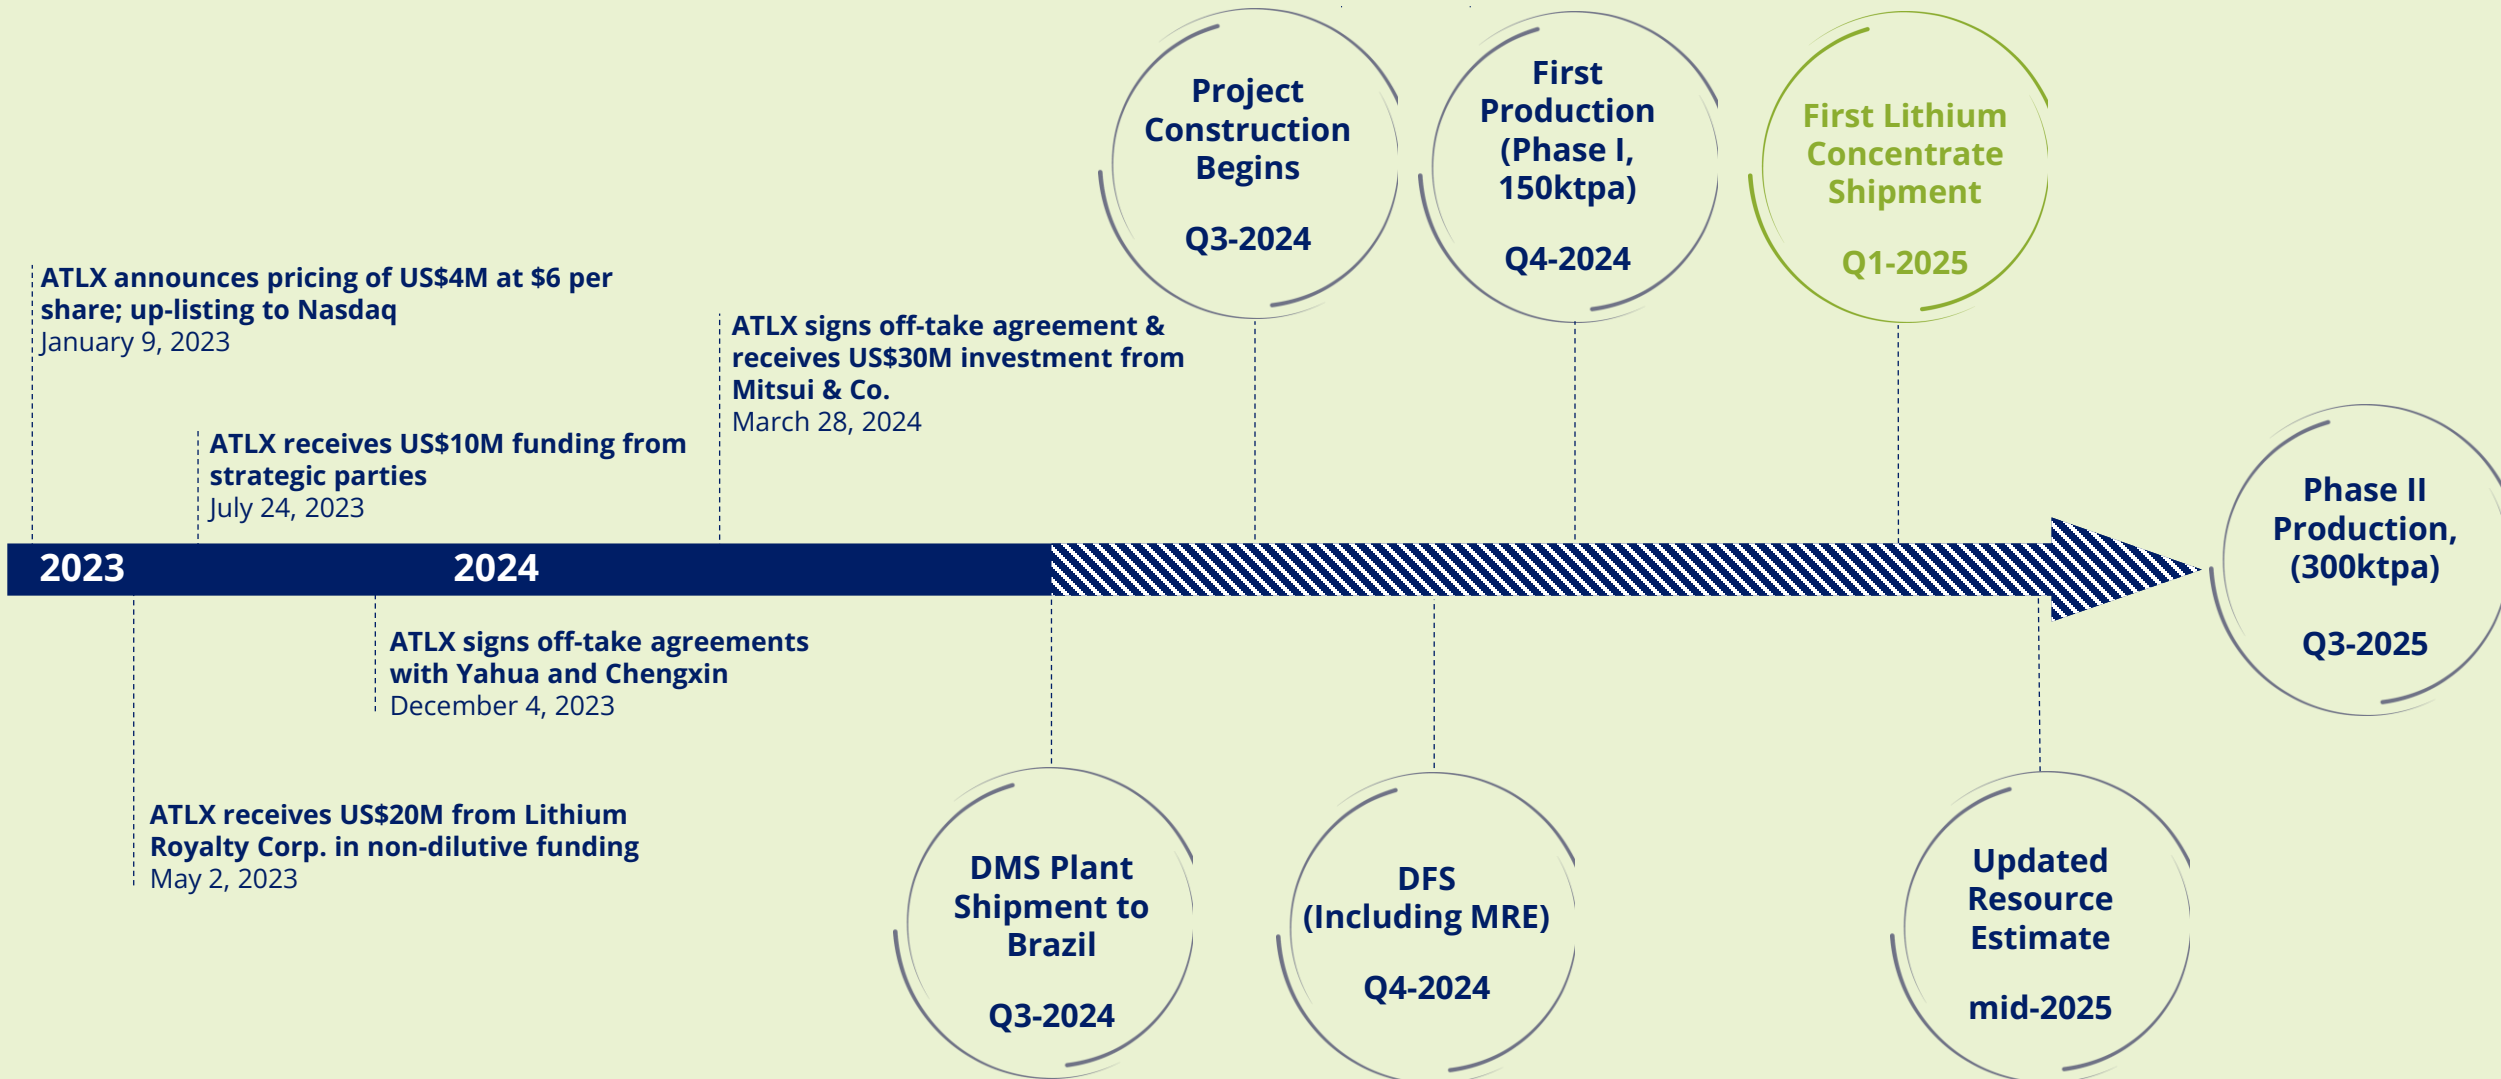 Project
Construction
Begins
Q3-2024
First
Production
(Phase I,
150ktpa)
Q4-2024
First Lithium
Concentrate
Shipment
Q1-2025
ATLX announces pricing of US$4M at $6 per
share; up-listing to Nasdaq
January 9, 2023
ATLX signs off-take agreement &
receives US$30M investment from
Mitsui & Co.
March 28, 2024
ATLX receives US$10M funding from
strategic parties
July 24, 2023
Phase II
Production,
(300ktpa)
Q3-2025
2023
2024
ATLX signs off-take agreements
with Yahua and Chengxin
December 4, 2023
ATLX receives US$20M from Lithium
Royalty Corp. in non-dilutive funding
May 2, 2023
DMS Plant
Shipment to
Brazil
Q3-2024
DFS
(Including MRE)
Q4-2024
Updated
Resource
Estimate
mid-2025